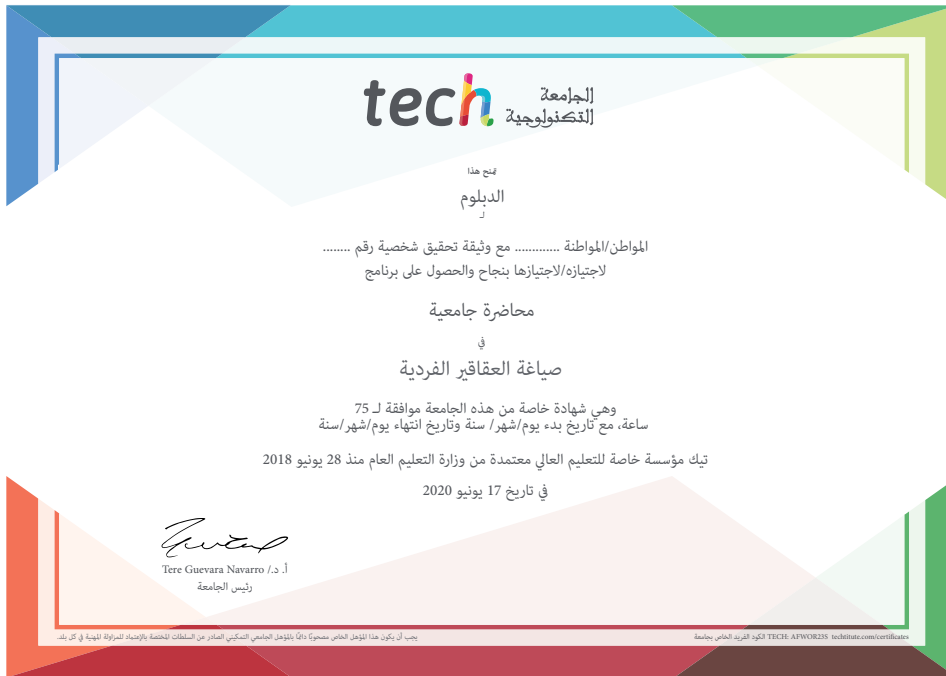 tech الجامعة
التكنولوجية
يمنح هذا
الدبلوم
لـ
المواطن/المواطنة ............. مع وثيقة تحقيق شخصية رقم ........
لاجتيازه/لاجتيازها بنجاح والحصول على برنامج
محاضرة جامعية
في
صياغة العقاقير الفردية
وهي شهادة خاصة من هذه الجامعة موافقة لـ 75
ساعة، مع تاريخ بدء يوم/شهر/ سنة وتاريخ انتهاء يوم/شهر/سنة
تيك مؤسسة خاصة للتعليم العالي معتمدة من وزارة التعليم العام منذ 28 يونيو 2018
في تاريخ 17 يونيو 2020
أ. د./ Tere Guevara Navarro
رئيس الجامعة
يجب أن يكون هذا المؤهل الخاص مصحوبًا دائمًا بالمؤهل الجامعي التمكيني الصادر عن السلطات المختصة بالإعتماد للمزاولة المهنية في كل بلد.
الكود الفريد الخاص بجامعة TECH: AFWOR23S techtitute.com/certificates